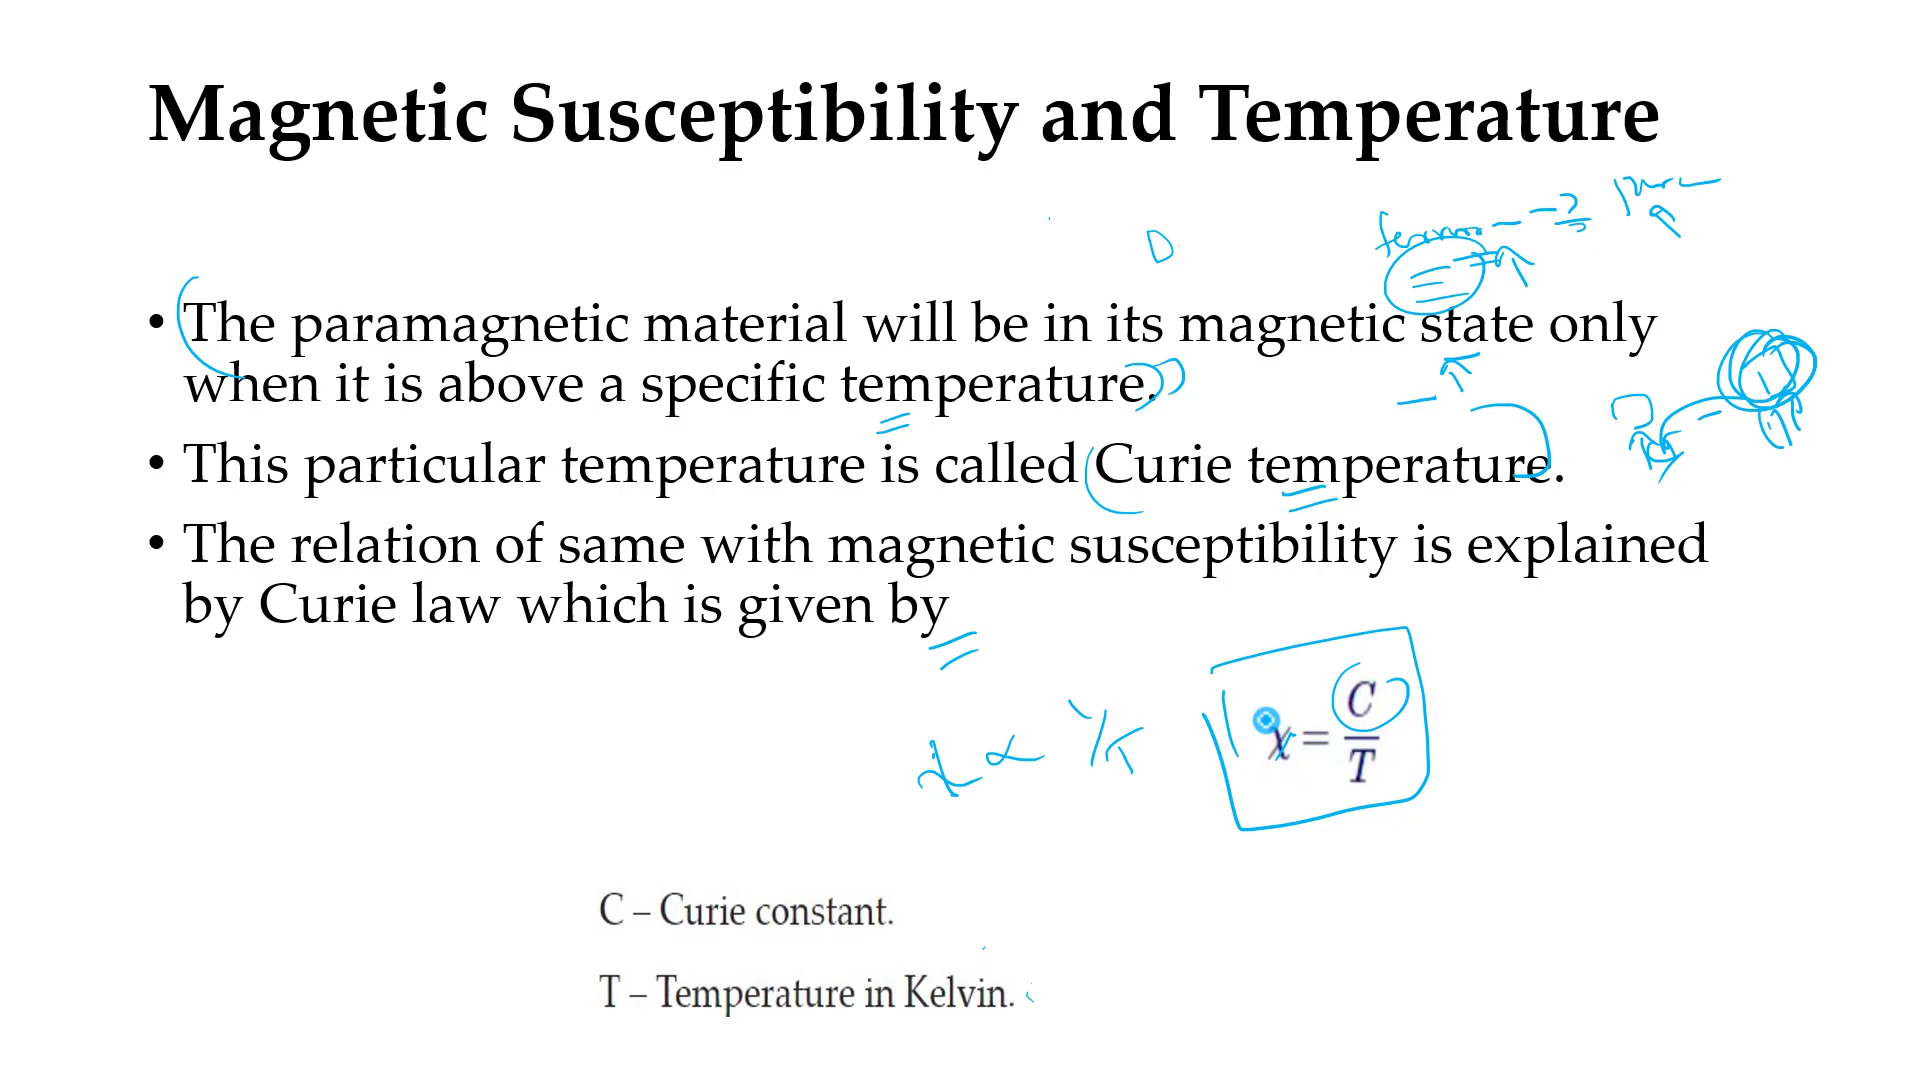 Magnetic Susceptibility and Temperature
D
• The paramagnetic material will be in its magnetic state only
when it is above a specific temperature.
• This particular temperature is called Curie temperature.
• The relation of same with magnetic susceptibility is explained
by Curie law which is given by
χ ∝ 1/T
χ = C/T
C – Curie constant.
T – Temperature in Kelvin.